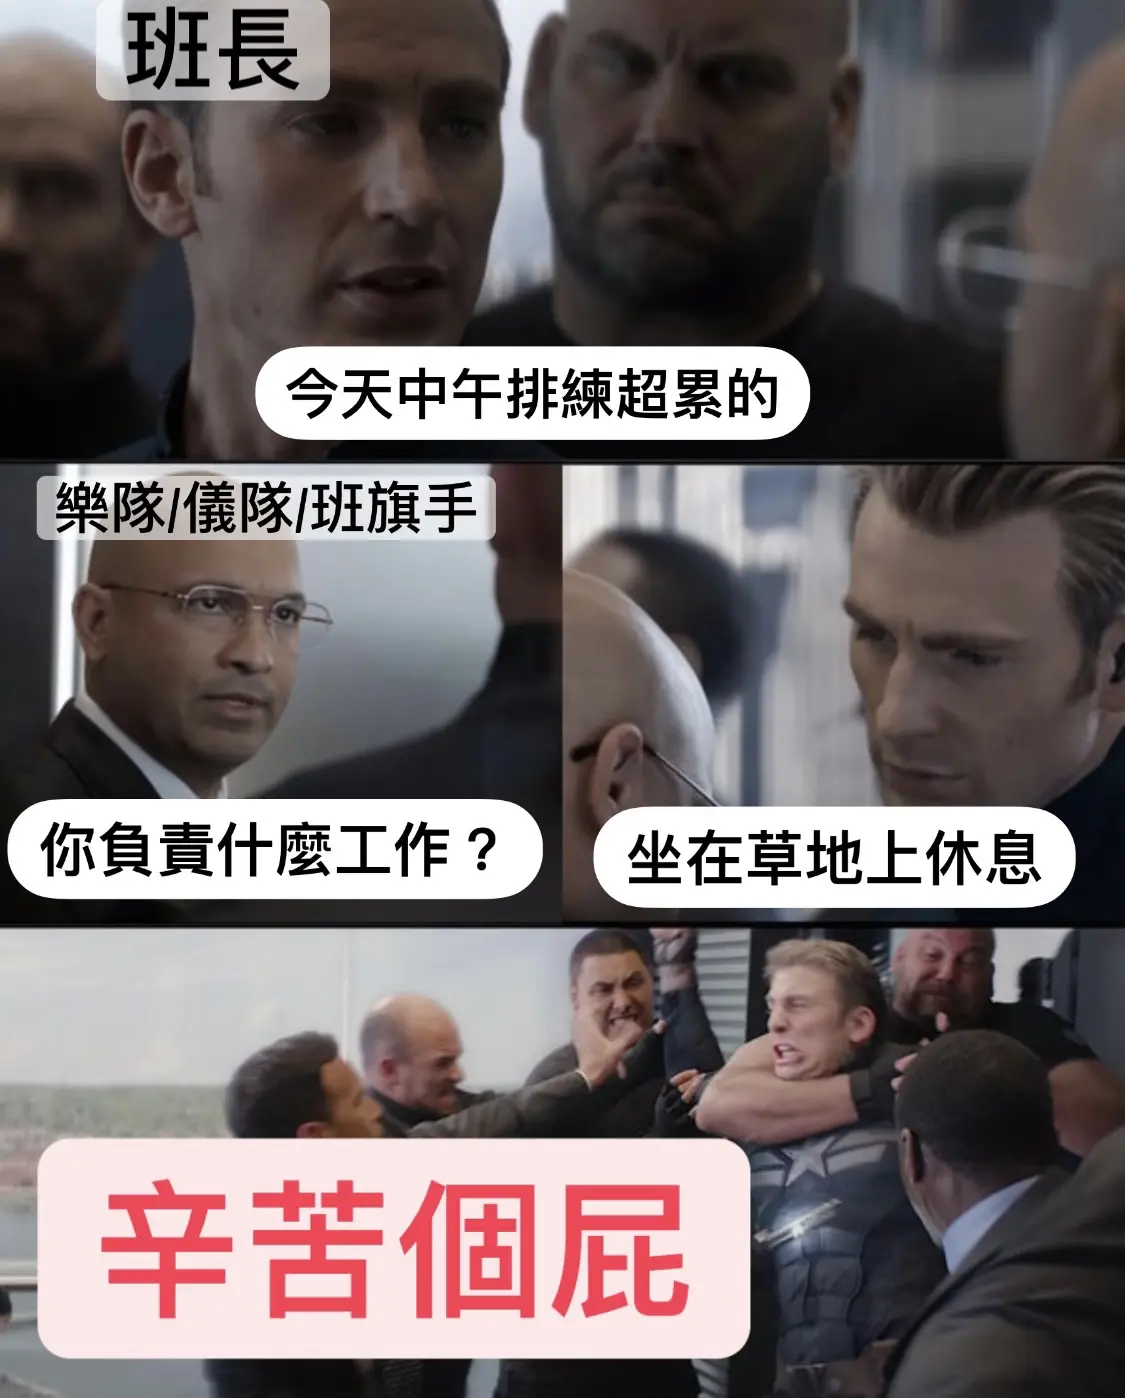 班長
今天中午排練超累的
樂隊/儀隊/班旗手
你負責什麼工作？
坐在草地上休息
辛苦個屁